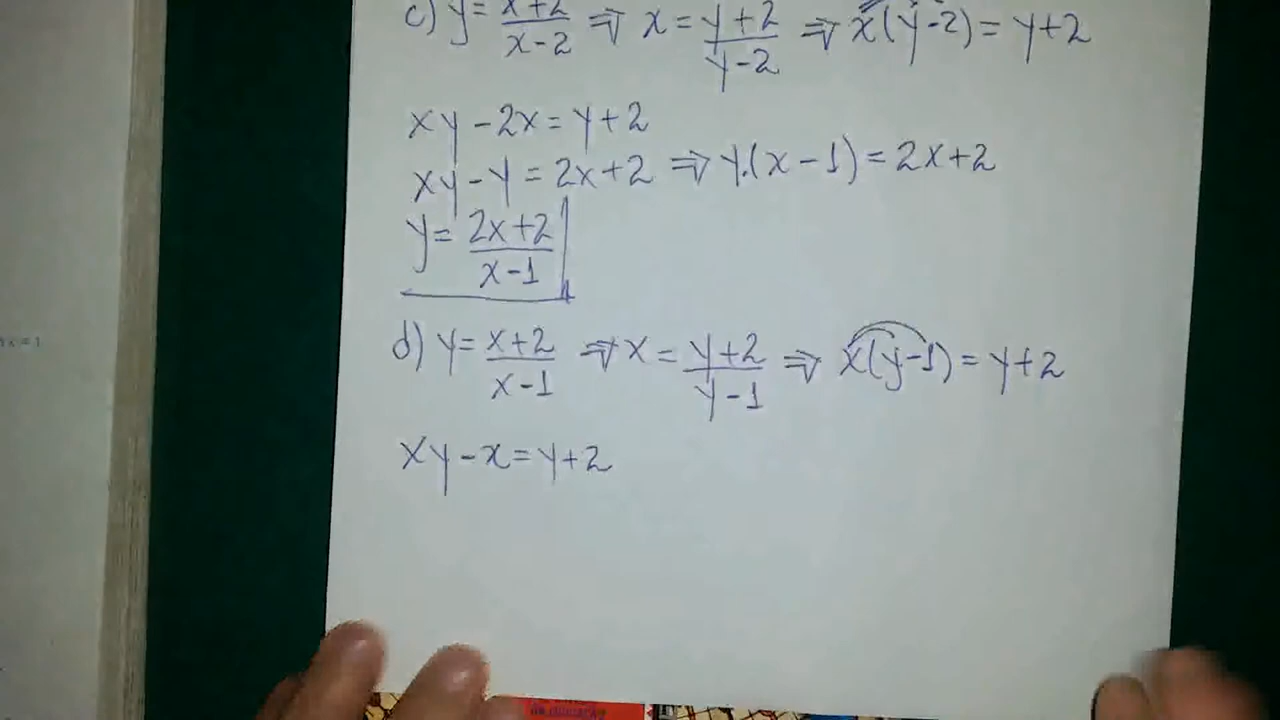 c) y = x+2/x-2 ⇒ x = y+2/y-2 ⇒ x(y-2) = y+2
xy - 2x = y+2
xy - y = 2x+2 ⇒ y.(x-1) = 2x+2
y = 2x+2/x-1
d) y = x+2/x-1 ⇒ x = y+2/y-1 ⇒ x(y-1) = y+2
xy - x = y+2